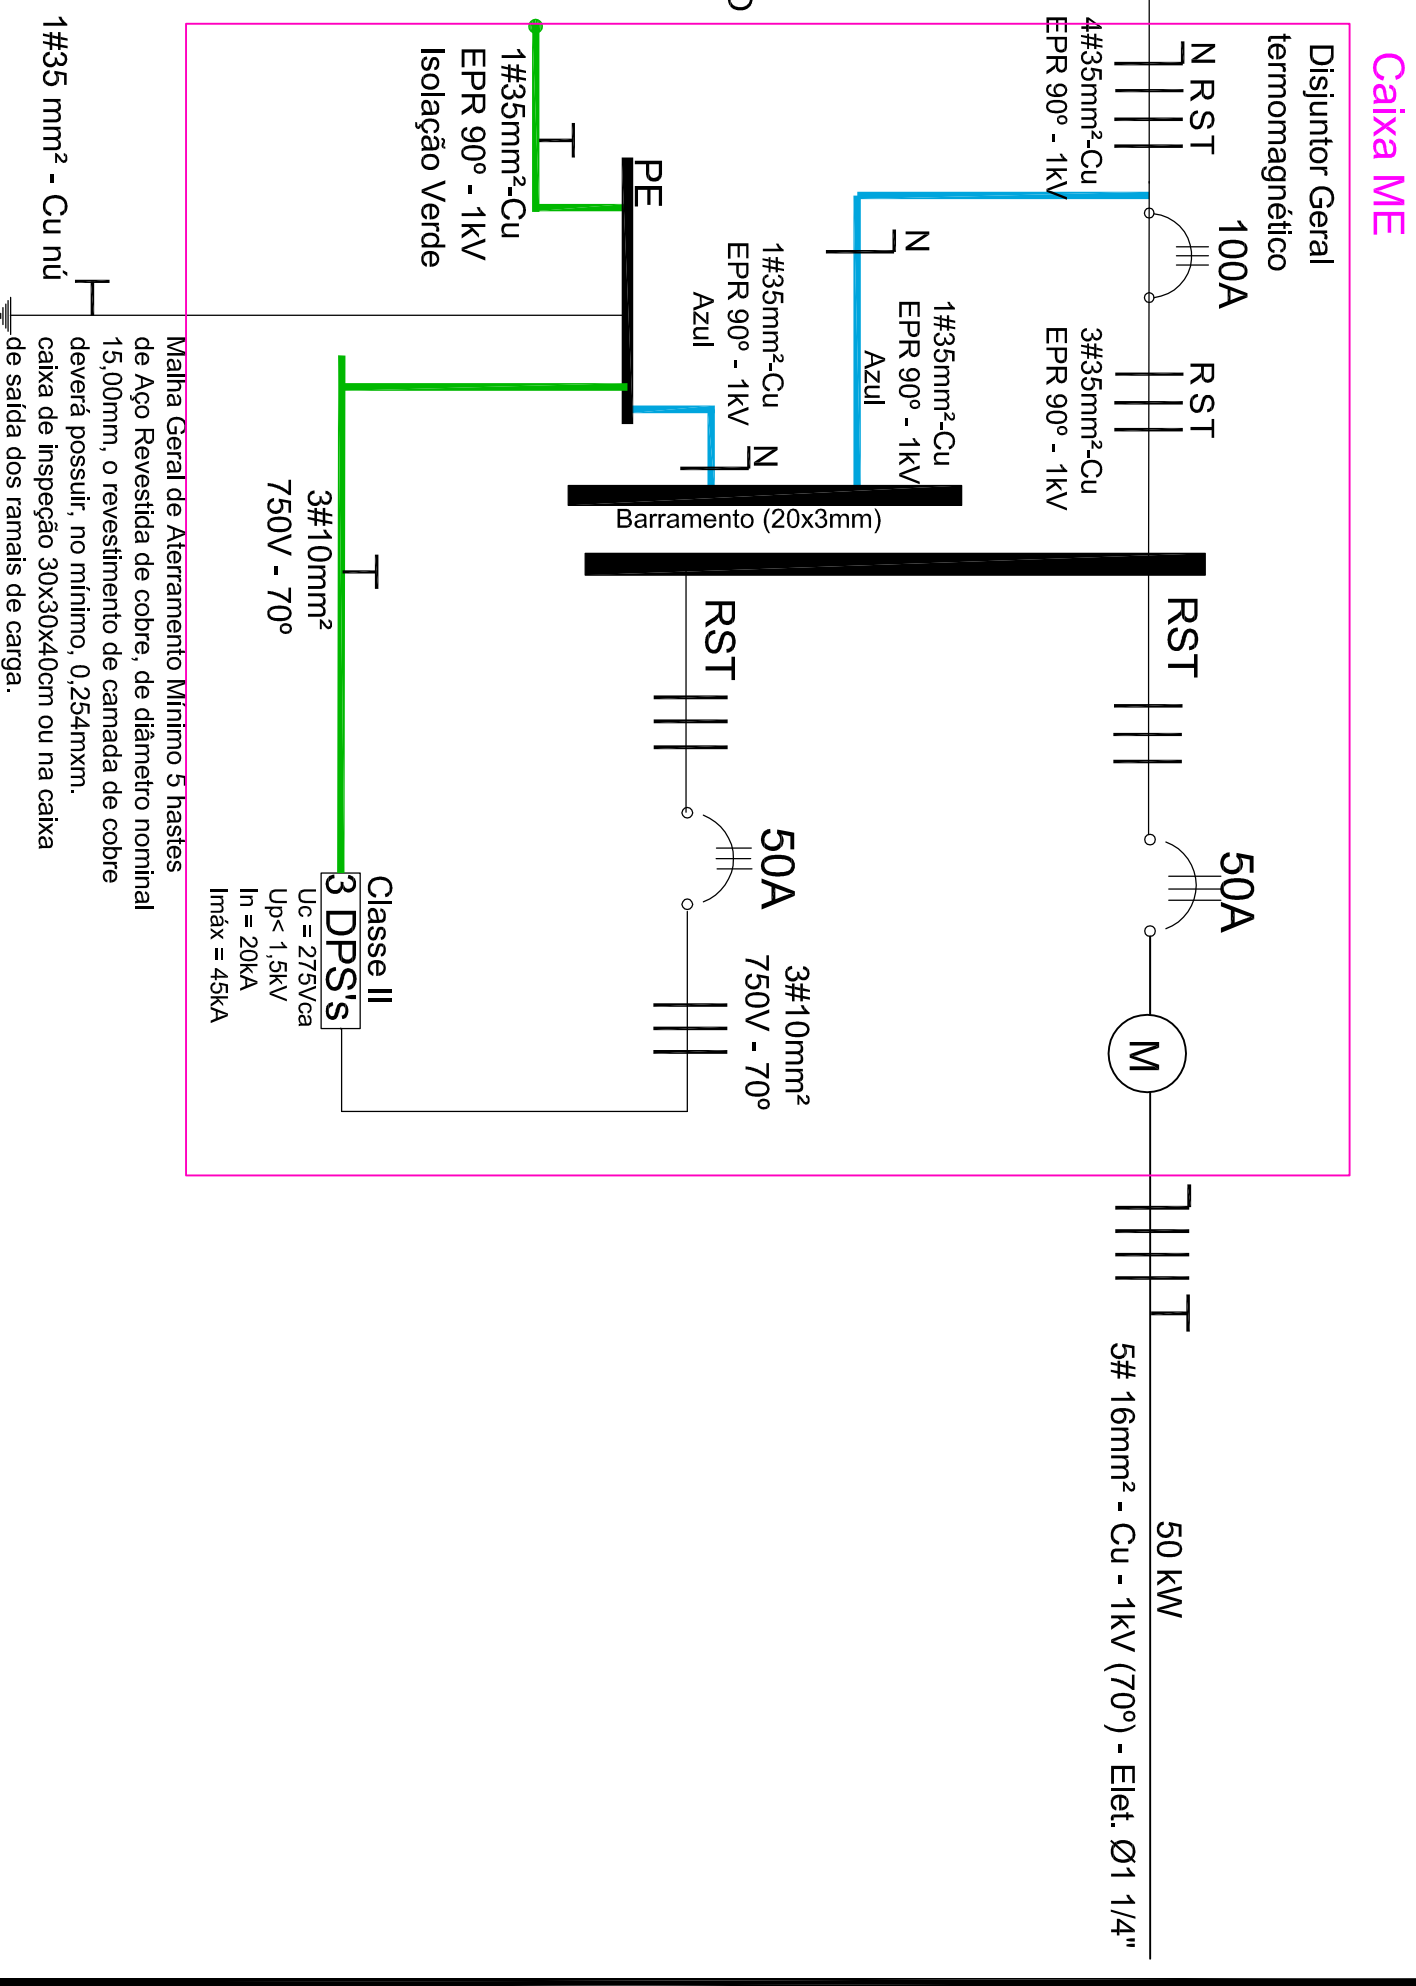 Caixa ME
Disjuntor Geral
termomagnético
N R S T
4#35mm²-Cu
EPR 90º - 1kV
100A
R S T
3#35mm²-Cu
EPR 90º - 1kV
RST
50A
M
50 kW
5# 16mm² - Cu - 1kV (70º) - Elet. Ø1 1/4"
N
1#35mm²-Cu
EPR 90º - 1kV
Azul
1#35mm²-Cu
EPR 90º - 1kV
Azul
N
Barramento (20x3mm)
RST
50A
3#10mm²
750V - 70º
PE
1#35mm²-Cu
EPR 90º - 1kV
Isolação Verde
3#10mm²
750V - 70º
Classe II
3 DPS's
Uc = 275Vca
Up< 1,5kV
In = 20kA
Imáx = 45kA
1#35 mm² - Cu nú
Malha Geral de Aterramento Mínimo 5 hastes
de Aço Revestida de cobre, de diâmetro nominal
15,00mm, o revestimento de camada de cobre
deverá possuir, no mínimo, 0,254mxm.
caixa de inspeção 30x30x40cm ou na caixa
de saída dos ramais de carga.